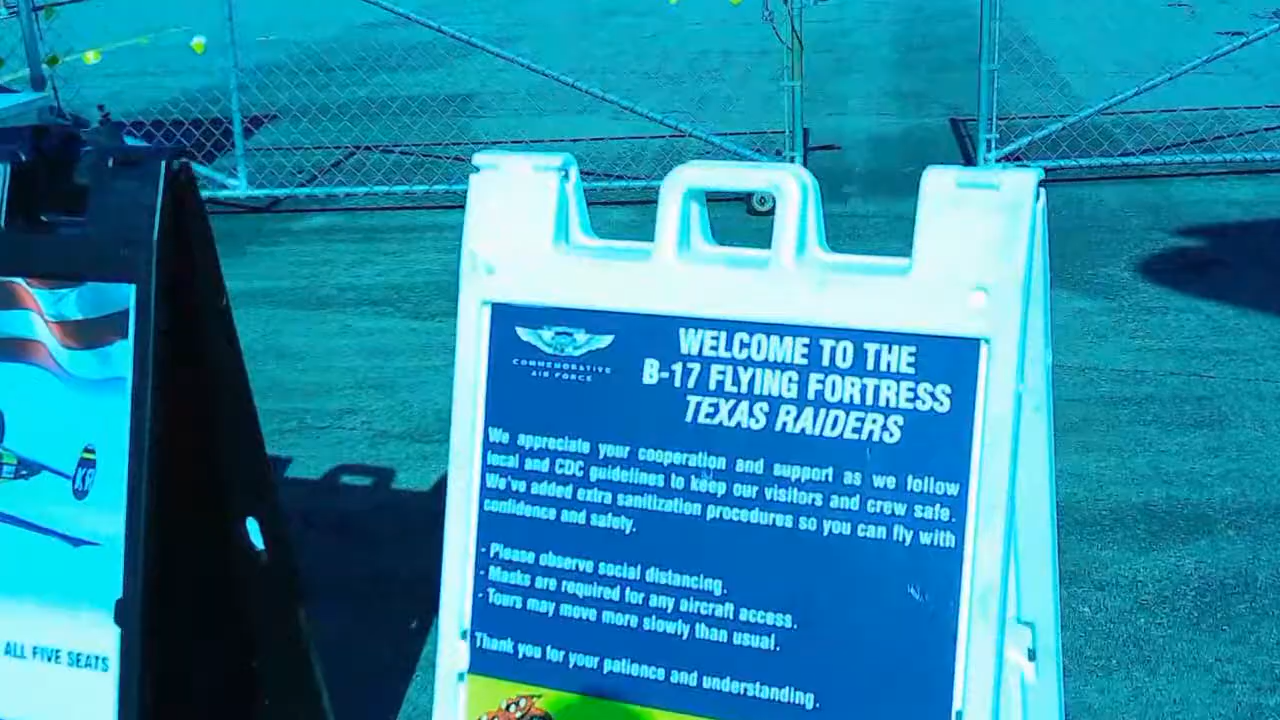 COMMEMORATIVE
AIR FORCE
WELCOME TO THE
B-17 FLYING FORTRESS
TEXAS RAIDERS
We appreciate your cooperation and support as we follow
local and CDC guidelines to keep our visitors and crew safe.
We've added extra sanitization procedures so you can fly with
confidence and safety.
- Please observe social distancing.
- Masks are required for any aircraft access.
- Tours may move more slowly than usual.
Thank you for your patience and understanding.
ALL FIVE SEATS